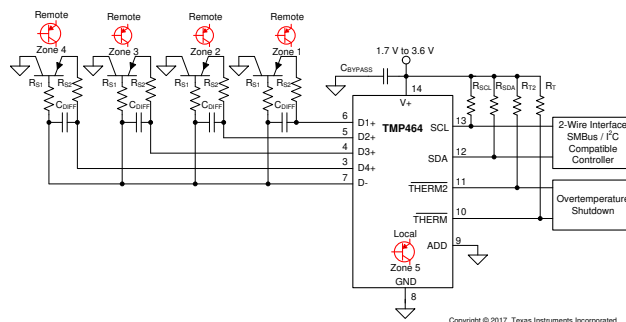 Remote
Zone 4
Remote
Zone 3
Remote
Zone 2
Remote
Zone 1
RS1
RS2
CDIFF
RS1
RS2
CDIFF
RS1
RS2
CDIFF
RS1
RS2
CDIFF
1.7 V to 3.6 V
CBYPASS
RSCL
RSDA
RT2
RT
14
V+
TMP464
6
D1+
5
D2+
4
D3+
3
D4+
7
D-
SCL
13
SDA
12
THERM2
11
THERM
10
ADD
9
Local
Zone 5
GND
8
2-Wire Interface
SMBus / I2C
Compatible
Controller
Overtemperature
Shutdown
Copyright © 2017, Texas Instruments Incorporated